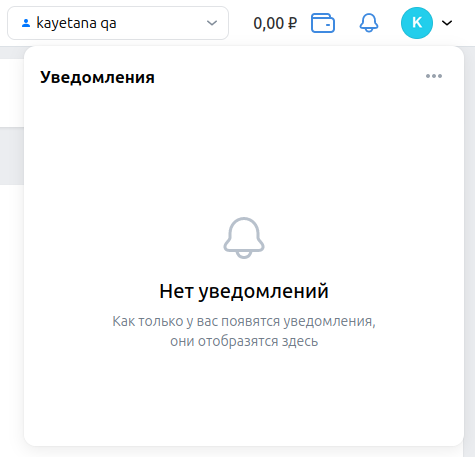 kayetana qa
0,00 ₽
K
Уведомления
Нет уведомлений
Как только у вас появятся уведомления,
они отобразятся здесь